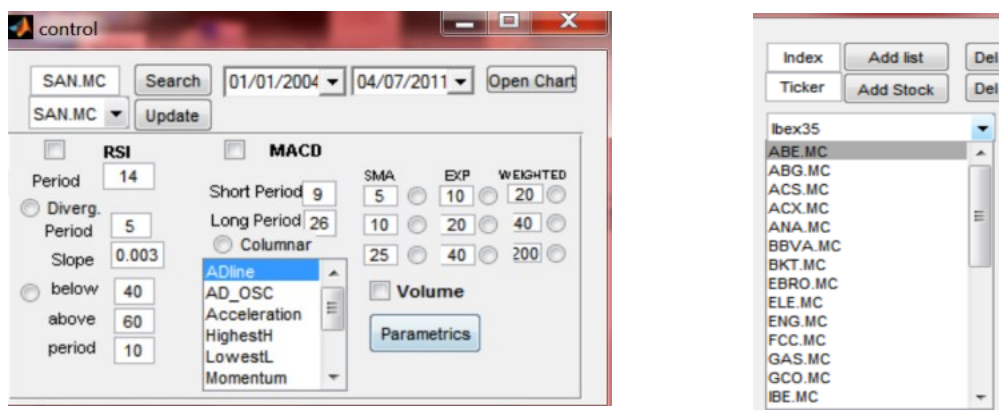 control
SAN.MC Search 01/01/2004 04/07/2011 Open Chart
SAN.MC Update
RSI MACD
Period 14
Short Period 9
Long Period 26
Columnar
SMA EXP WEIGHTED
5 10 20
10 20 40
25 40 200
Diverg.
Period 5
Slope 0.003
below 40
above 60
period 10
ADline
AD_OSC
Acceleration
HighestH
LowestL
Momentum
Volume
Parametrics
Index Add list Del
Ticker Add Stock Del
Ibex35
ABE.MC
ABG.MC
ACS.MC
ACX.MC
ANA.MC
BBVA.MC
BKT.MC
EBRO.MC
ELE.MC
ENG.MC
FCC.MC
GAS.MC
GCO.MC
IBE.MC